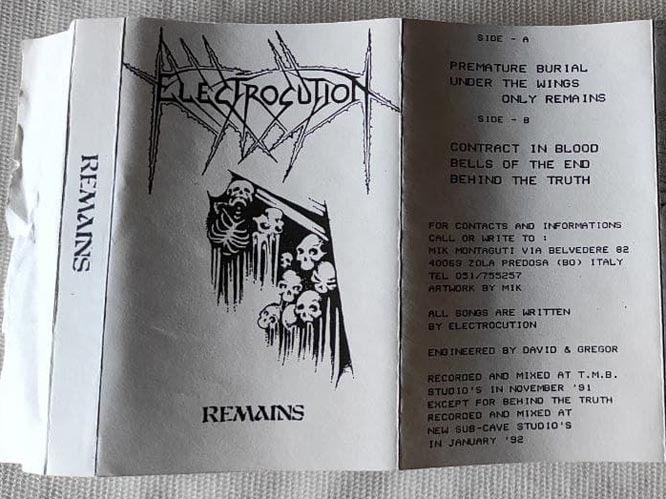 REMAINS
ELECTROCUTION
REMAINS
SIDE - A
PREMATURE BURIAL
UNDER THE WINGS
ONLY REMAINS
SIDE - B
CONTRACT IN BLOOD
BELLS OF THE END
BEHIND THE TRUTH
FOR CONTACTS AND INFORMATIONS
CALL OR WRITE TO :
MIK MONTAGUTI VIA BELVEDERE 82
40069 ZOLA PREDOSA (BO) ITALY
TEL 051/755257
ARTWORK BY MIK
ALL SONGS ARE WRITTEN
BY ELECTROCUTION
ENGINEERED BY DAVID & GREGOR
RECORDED AND MIXED AT T.M.B.
STUDIO'S IN NOVEMBER '91
EXCEPT FOR BEHIND THE TRUTH
RECORDED AND MIXED AT
NEW SUB-CAVE STUDIO'S
IN JANUARY '92